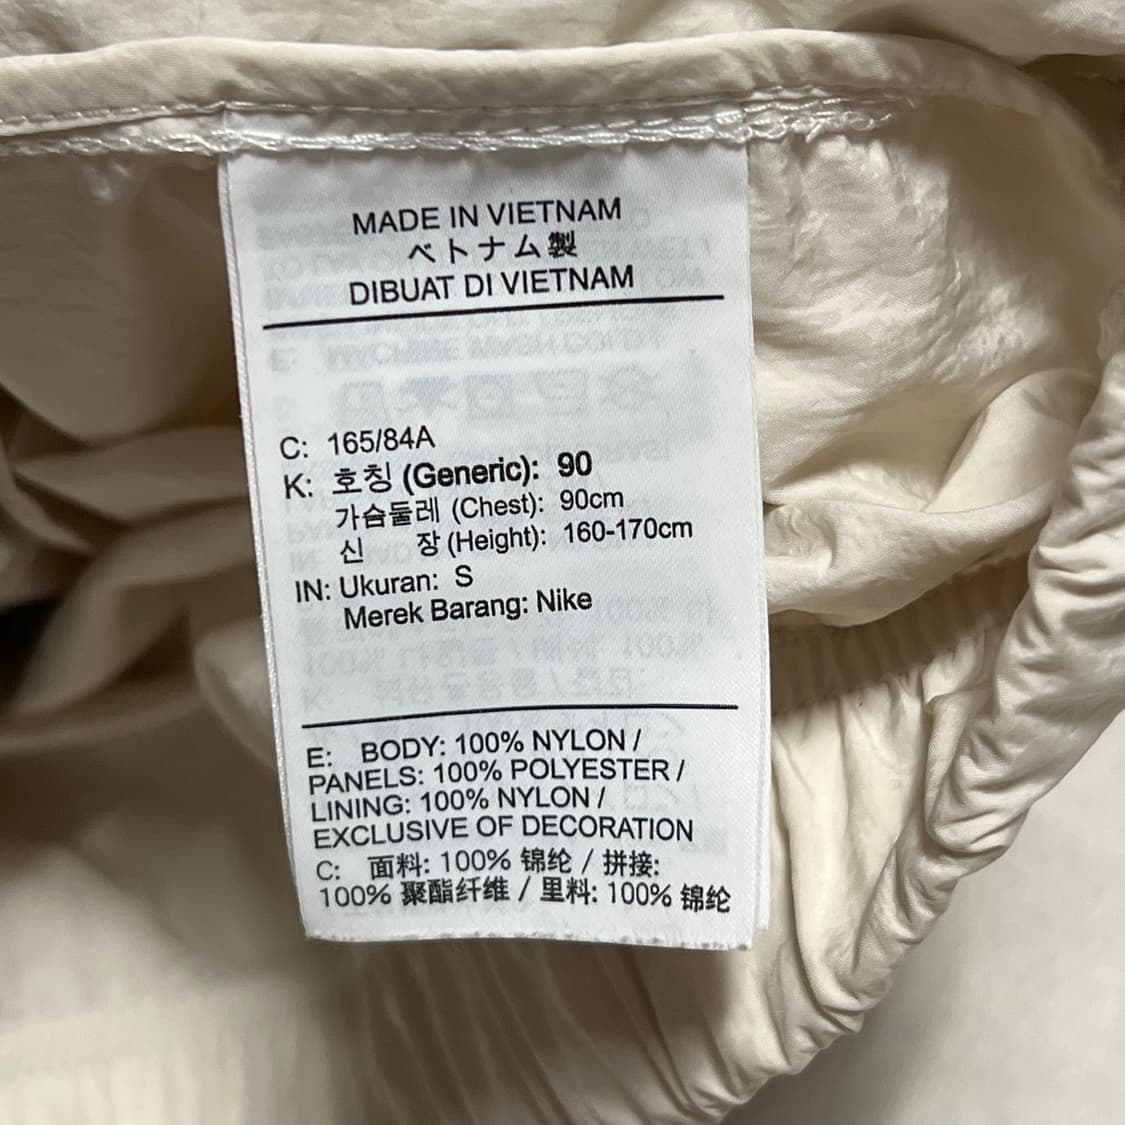 MADE IN VIETNAM
ベトナム製
DIBUAT DI VIETNAM
C: 165/84A
K: 호칭 (Generic): 90
가슴둘레 (Chest): 90cm
신 장 (Height): 160-170cm
IN: Ukuran: S
Merek Barang: Nike
E: BODY: 100% NYLON /
PANELS: 100% POLYESTER /
LINING: 100% NYLON /
EXCLUSIVE OF DECORATION
C: 面料: 100% 锦纶 / 拼接:
100% 聚酯纤维 / 里料: 100% 锦纶